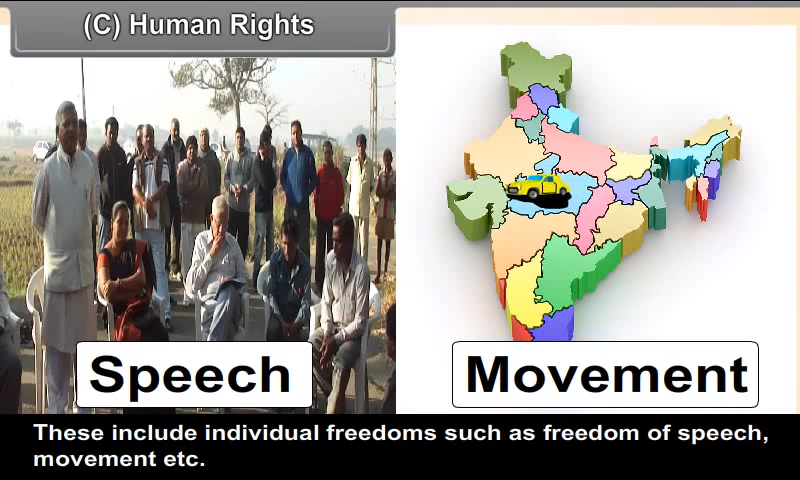 (C) Human Rights
Speech
Movement
These include individual freedoms such as freedom of speech,
movement etc.